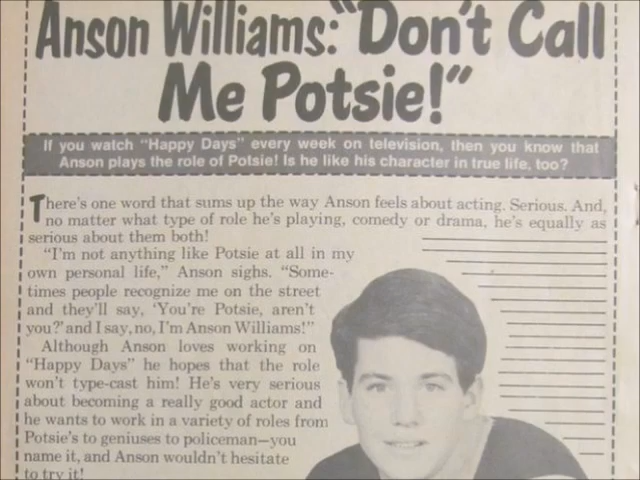 Anson Williams: "Don't Call
Me Potsie!"
If you watch "Happy Days" every week on television, then you know that
Anson plays the role of Potsie! Is he like his character in true life, too?
There's one word that sums up the way Anson feels about acting. Serious. And,
no matter what type of role he's playing, comedy or drama, he's equally as
serious about them both!
"I'm not anything like Potsie at all in my
own personal life," Anson sighs. "Some-
times people recognize me on the street
and they'll say, 'You're Potsie, aren't
you?' and I say, no, I'm Anson Williams!"
Although Anson loves working on
"Happy Days" he hopes that the role
won't type-cast him! He's very serious
about becoming a really good actor and
he wants to work in a variety of roles from
Potsie's to geniuses to policeman—you
name it, and Anson wouldn't hesitate
to try it!